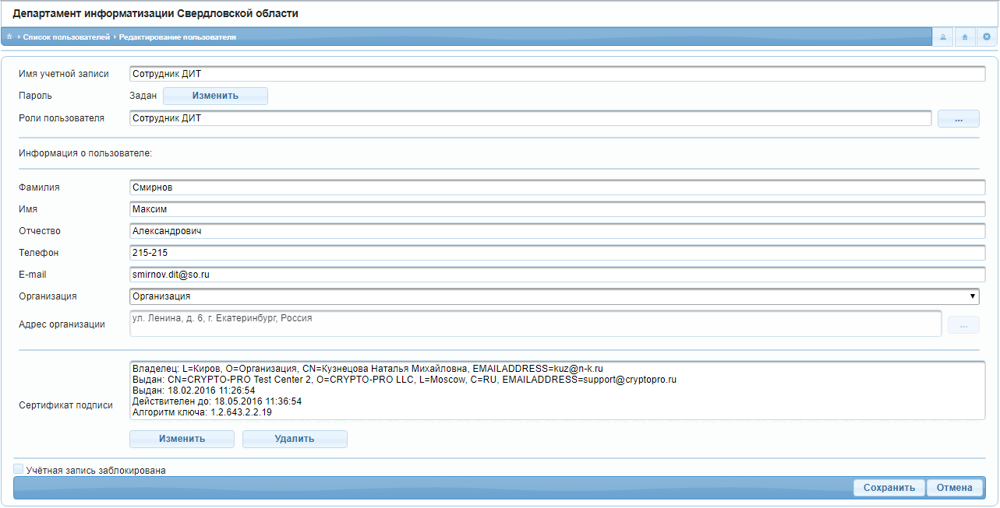 Департамент информатизации Свердловской области
Список пользователей Редактирование пользователя
Имя учетной записи Сотрудник ДИТ
Пароль Задан Изменить
Роли пользователя Сотрудник ДИТ ...
Информация о пользователе:
Фамилия Смирнов
Имя Максим
Отчество Александрович
Телефон 215-215
E-mail smirnov.dit@so.ru
Организация Организация
Адрес организации ул. Ленина, д. 6, г. Екатеринбург, Россия ...
Сертификат подписи
Владелец: L=Киров, O=Организация, CN=Кузнецова Наталья Михайловна, EMAILADDRESS=kuz@n-k.ru
Выдан: CN=CRYPTO-PRO Test Center 2, O=CRYPTO-PRO LLC, L=Moscow, C=RU, EMAILADDRESS=support@cryptopro.ru
Выдан: 18.02.2016 11:26:54
Действителен до: 18.05.2016 11:36:54
Алгоритм ключа: 1.2.643.2.2.19
Изменить Удалить
Учётная запись заблокирована
Сохранить Отмена